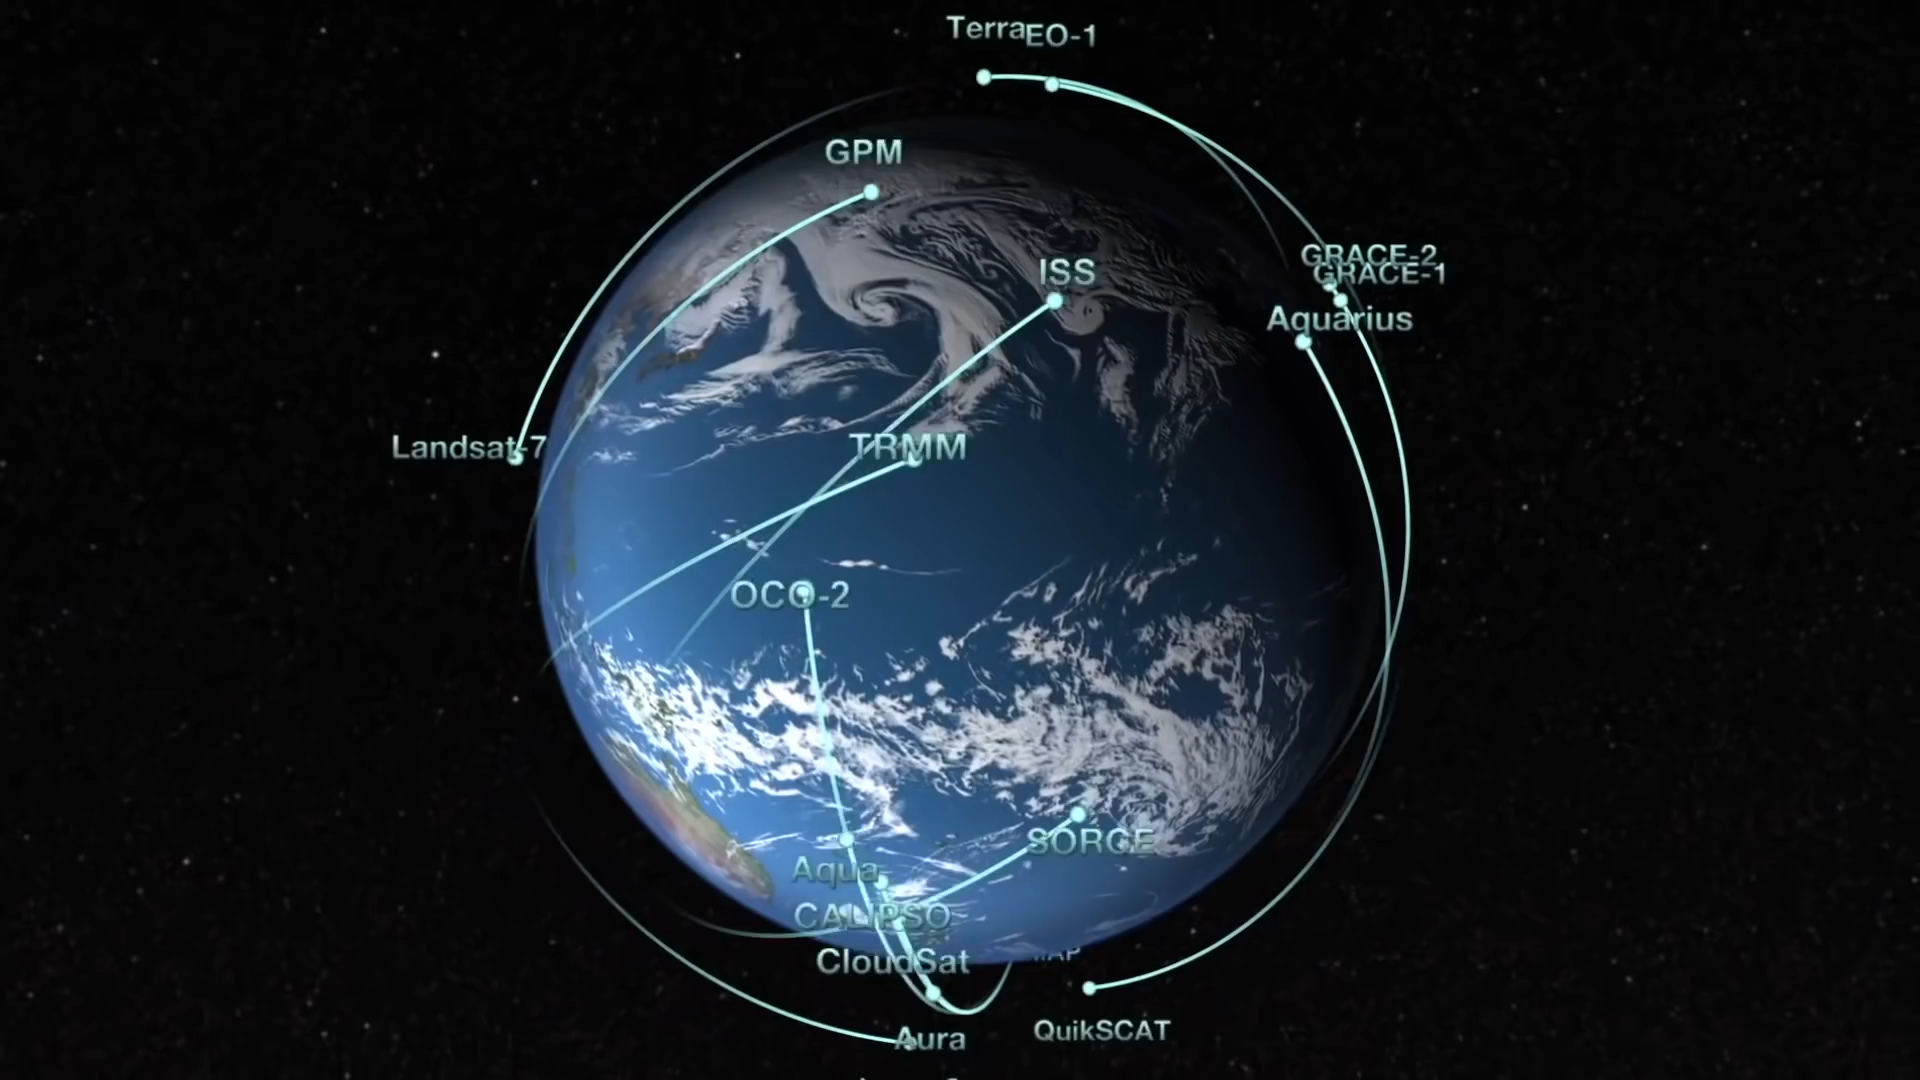 Terra
EO-1
GPM
GRACE-2
GRACE-1
ISS
Aquarius
Landsat-7
TRMM
OCO-2
SORCE
Aqua
CALIPSO
CloudSat
QuikSCAT
Aura